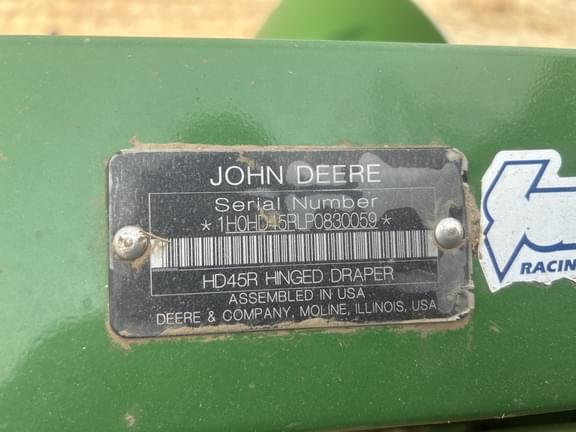 JOHN DEERE
Serial Number
*1H0HD45RLP0830059*
HD45R HINGED DRAPER
ASSEMBLED IN USA
DEERE & COMPANY, MOLINE, ILLINOIS, USA
RACIN